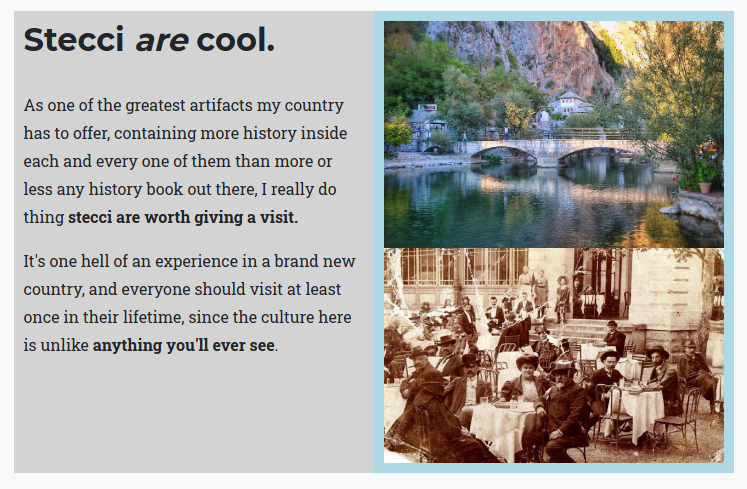 Stecci are cool.
As one of the greatest artifacts my country
has to offer, containing more history inside
each and every one of them than more or
less any history book out there, I really do
thing stecci are worth giving a visit.
It's one hell of an experience in a brand new
country, and everyone should visit at least
once in their lifetime, since the culture here
is unlike anything you'll ever see.